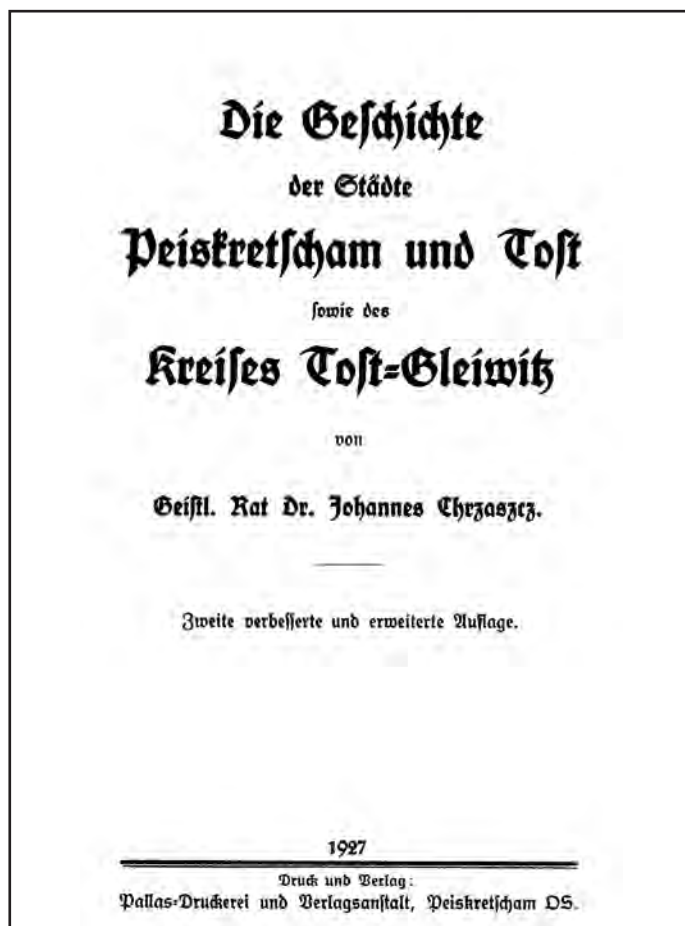 Die Geschichte
der Städte
Peiskretscham und Tost
sowie des
Kreises Tost=Gleiwitz
von
Geistl. Rat Dr. Johannes Chrzaszcz.
Zweite verbesserte und erweiterte Auflage.
1927
Druck und Verlag:
Pallas=Druckerei und Verlagsanstalt, Peiskretscham OS.